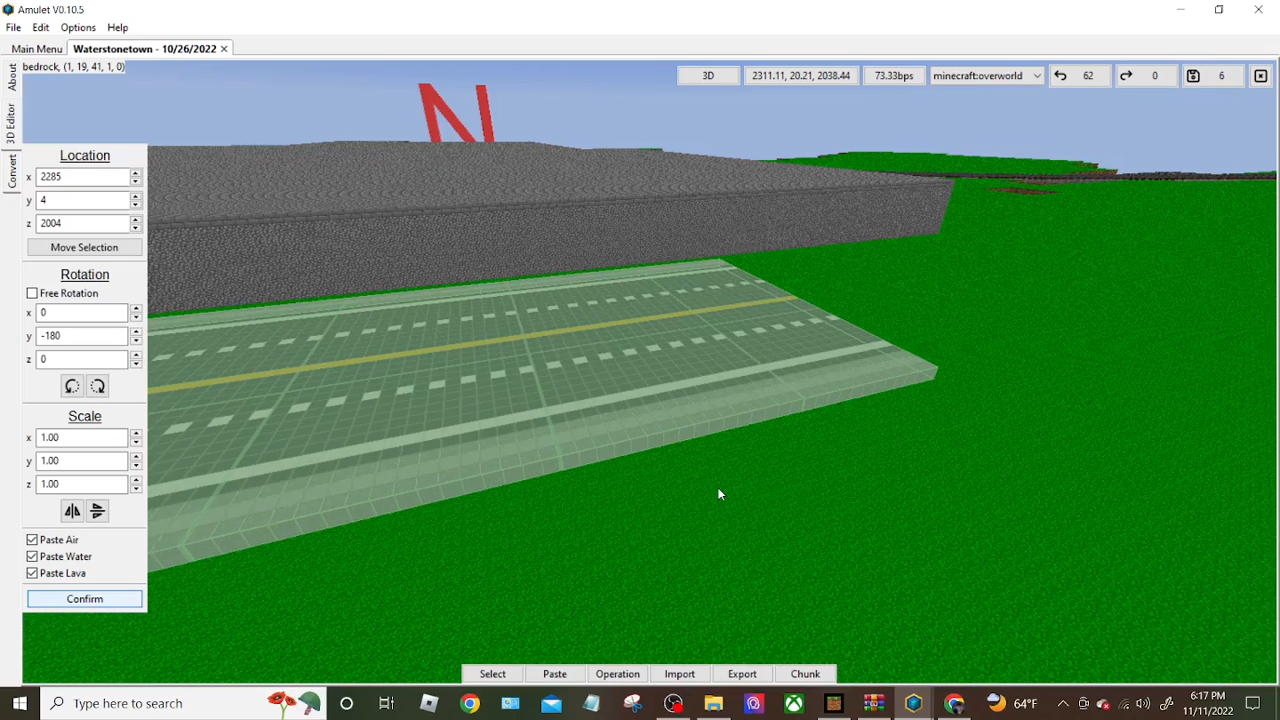 Amulet V0.10.5
File Edit Options Help
Main Menu Waterstonetown - 10/26/2022
bedrock, (1, 19, 41, 1, 0)
3D 2311.11, 20.21, 2038.44 73.33bps minecraft:overworld 62 0 6
About
3D Editor
Convert
N
Location
x 2285
y 4
z 2004
Move Selection
Rotation
Free Rotation
x 0
y -180
z 0
Scale
x 1.00
y 1.00
z 1.00
Paste Air
Paste Water
Paste Lava
Confirm
Select Paste Operation Import Export Chunk
Type here to search
64°F
6:17 PM
11/11/2022